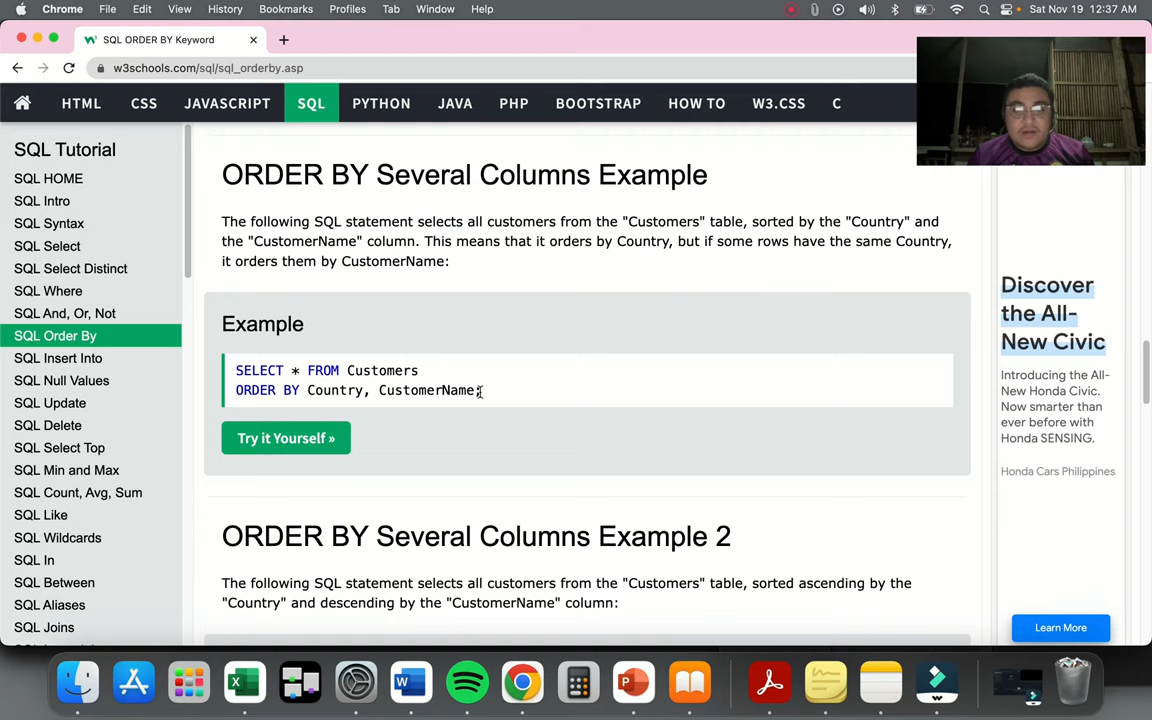 Chrome File Edit View History Bookmarks Profiles Tab Window Help Sat Nov 19 12:37 AM
SQL ORDER BY Keyword
w3schools.com/sql/sql_orderby.asp
HTML CSS JAVASCRIPT SQL PYTHON JAVA PHP BOOTSTRAP HOW TO W3.CSS C
SQL Tutorial
SQL HOME
SQL Intro
SQL Syntax
SQL Select
SQL Select Distinct
SQL Where
SQL And, Or, Not
SQL Order By
SQL Insert Into
SQL Null Values
SQL Update
SQL Delete
SQL Select Top
SQL Min and Max
SQL Count, Avg, Sum
SQL Like
SQL Wildcards
SQL In
SQL Between
SQL Aliases
SQL Joins
ORDER BY Several Columns Example
The following SQL statement selects all customers from the "Customers" table, sorted by the "Country" and
the "CustomerName" column. This means that it orders by Country, but if some rows have the same Country,
it orders them by CustomerName:
Example
SELECT * FROM Customers
ORDER BY Country, CustomerName;
Try it Yourself »
ORDER BY Several Columns Example 2
The following SQL statement selects all customers from the "Customers" table, sorted ascending by the
"Country" and descending by the "CustomerName" column:
Discover
the All-
New Civic
Introducing the All-
New Honda Civic.
Now smarter than
ever before with
Honda SENSING.
Honda Cars Philippines
Learn More